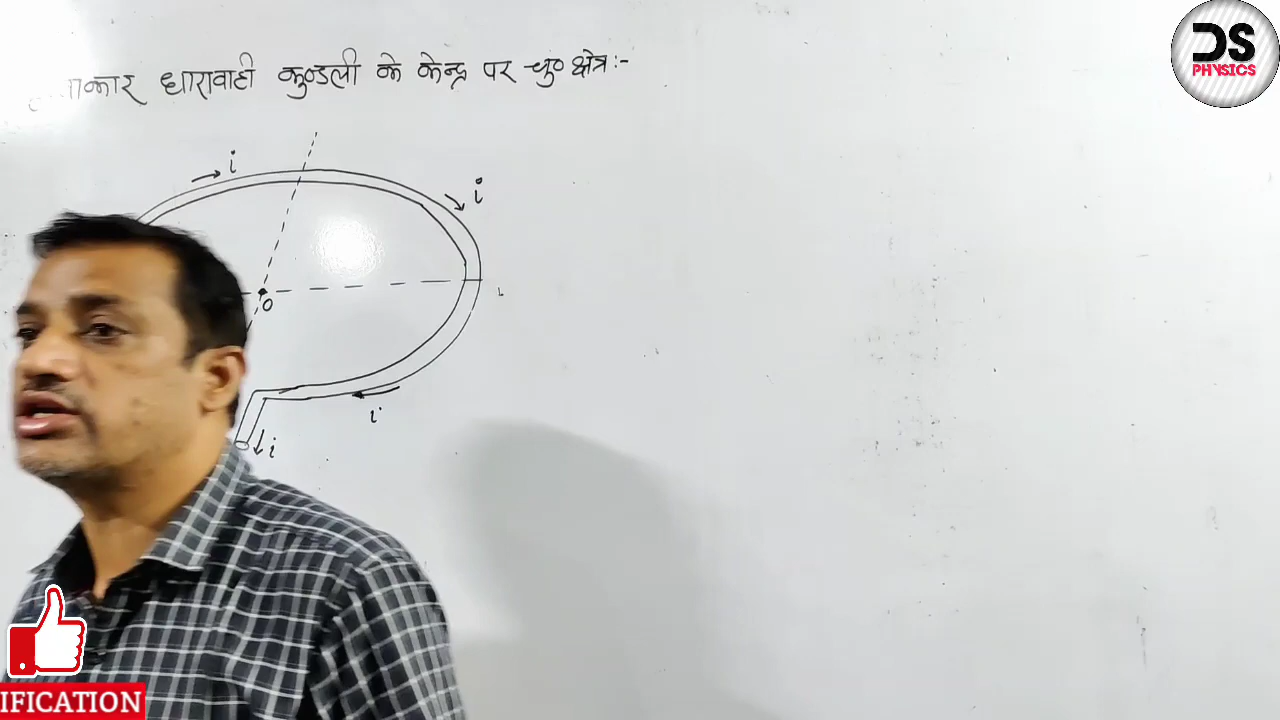 धारावाही कुण्डली के केन्द्र पर चु० क्षेत्र :-
DS
PHYSICS
i
i
O
i
i
IFICATION